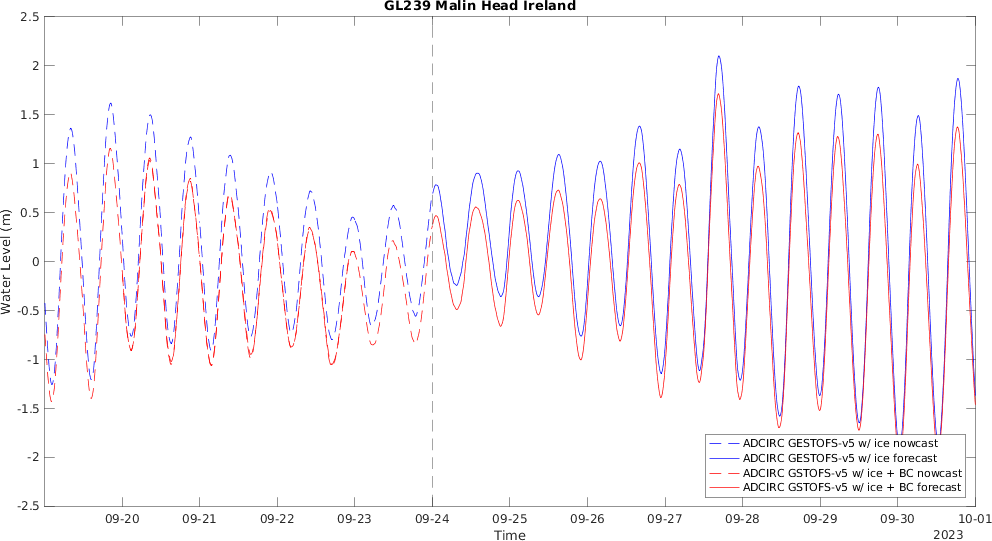 GL239 Malin Head Ireland
2.5
2
1.5
1
0.5
0
-0.5
-1
-1.5
-2
-2.5
Water Level (m)
ADCIRC GESTOFS-v5 w/ ice nowcast
ADCIRC GESTOFS-v5 w/ ice forecast
ADCIRC GSTOFS-v5 w/ ice + BC nowcast
ADCIRC GSTOFS-v5 w/ ice + BC forecast
09-20 09-21 09-22 09-23 09-24 09-25 09-26 09-27 09-28 09-29 09-30 10-01
Time
2023